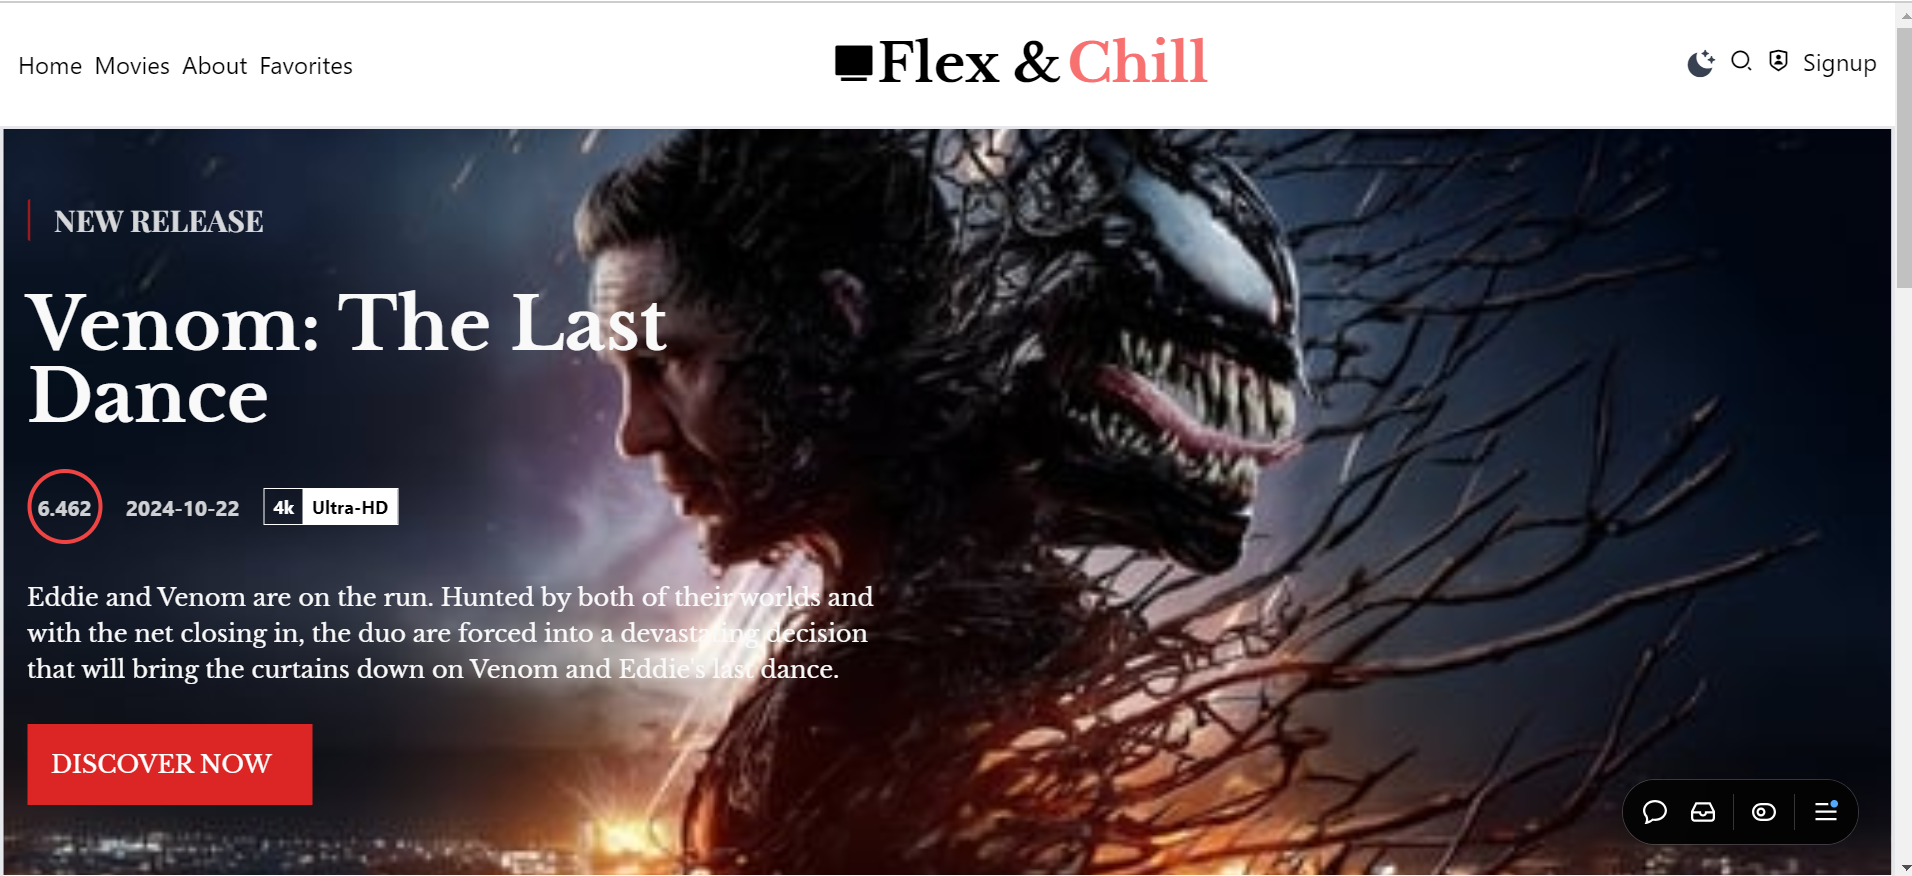 Home Movies About Favorites
Flex & Chill
Signup
NEW RELEASE
Venom: The Last
Dance
6.462 2024-10-22 4k Ultra-HD
Eddie and Venom are on the run. Hunted by both of their worlds and
with the net closing in, the duo are forced into a devastating decision
that will bring the curtains down on Venom and Eddie's last dance.
DISCOVER NOW